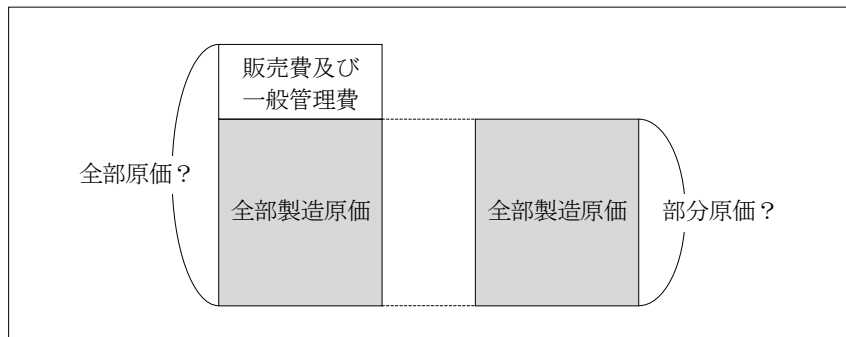 販売費及び
一般管理費
全部原価？
全部製造原価
全部製造原価
部分原価？